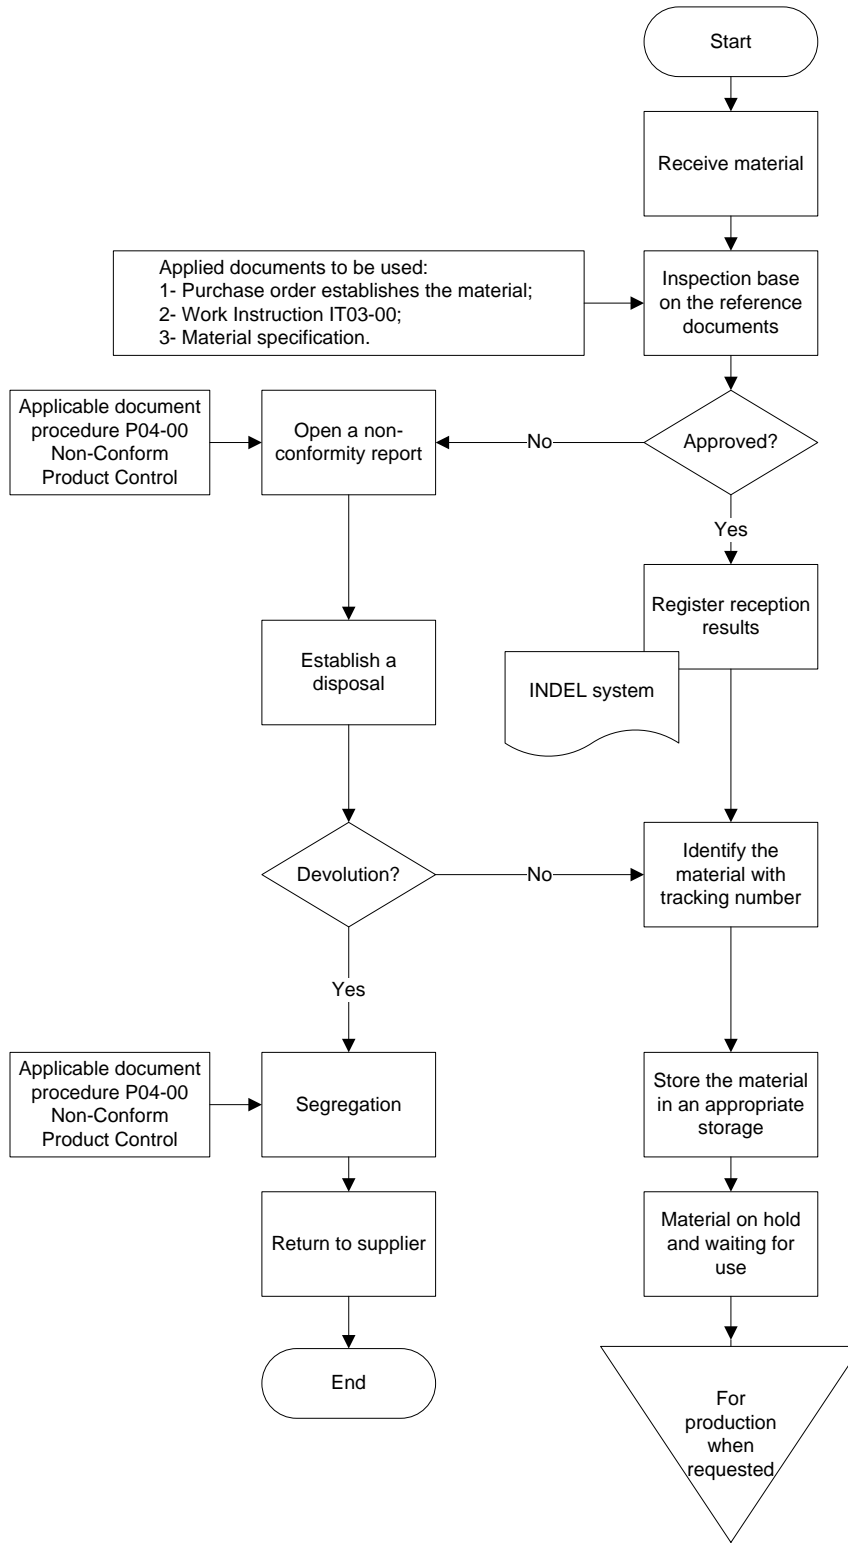 Start
Receive material
Applied documents to be used:
1- Purchase order establishes the material;
2- Work Instruction IT03-00;
3- Material specification.
Inspection base
on the reference
documents
Applicable document
procedure P04-00
Non-Conform
Product Control
Open a non-
conformity report
No
Approved?
Yes
Register reception
results
INDEL system
Establish a
disposal
Devolution?
No
Identify the
material with
tracking number
Yes
Applicable document
procedure P04-00
Non-Conform
Product Control
Segregation
Store the material
in an appropriate
storage
Return to supplier
Material on hold
and waiting for
use
End
For
production
when
requested